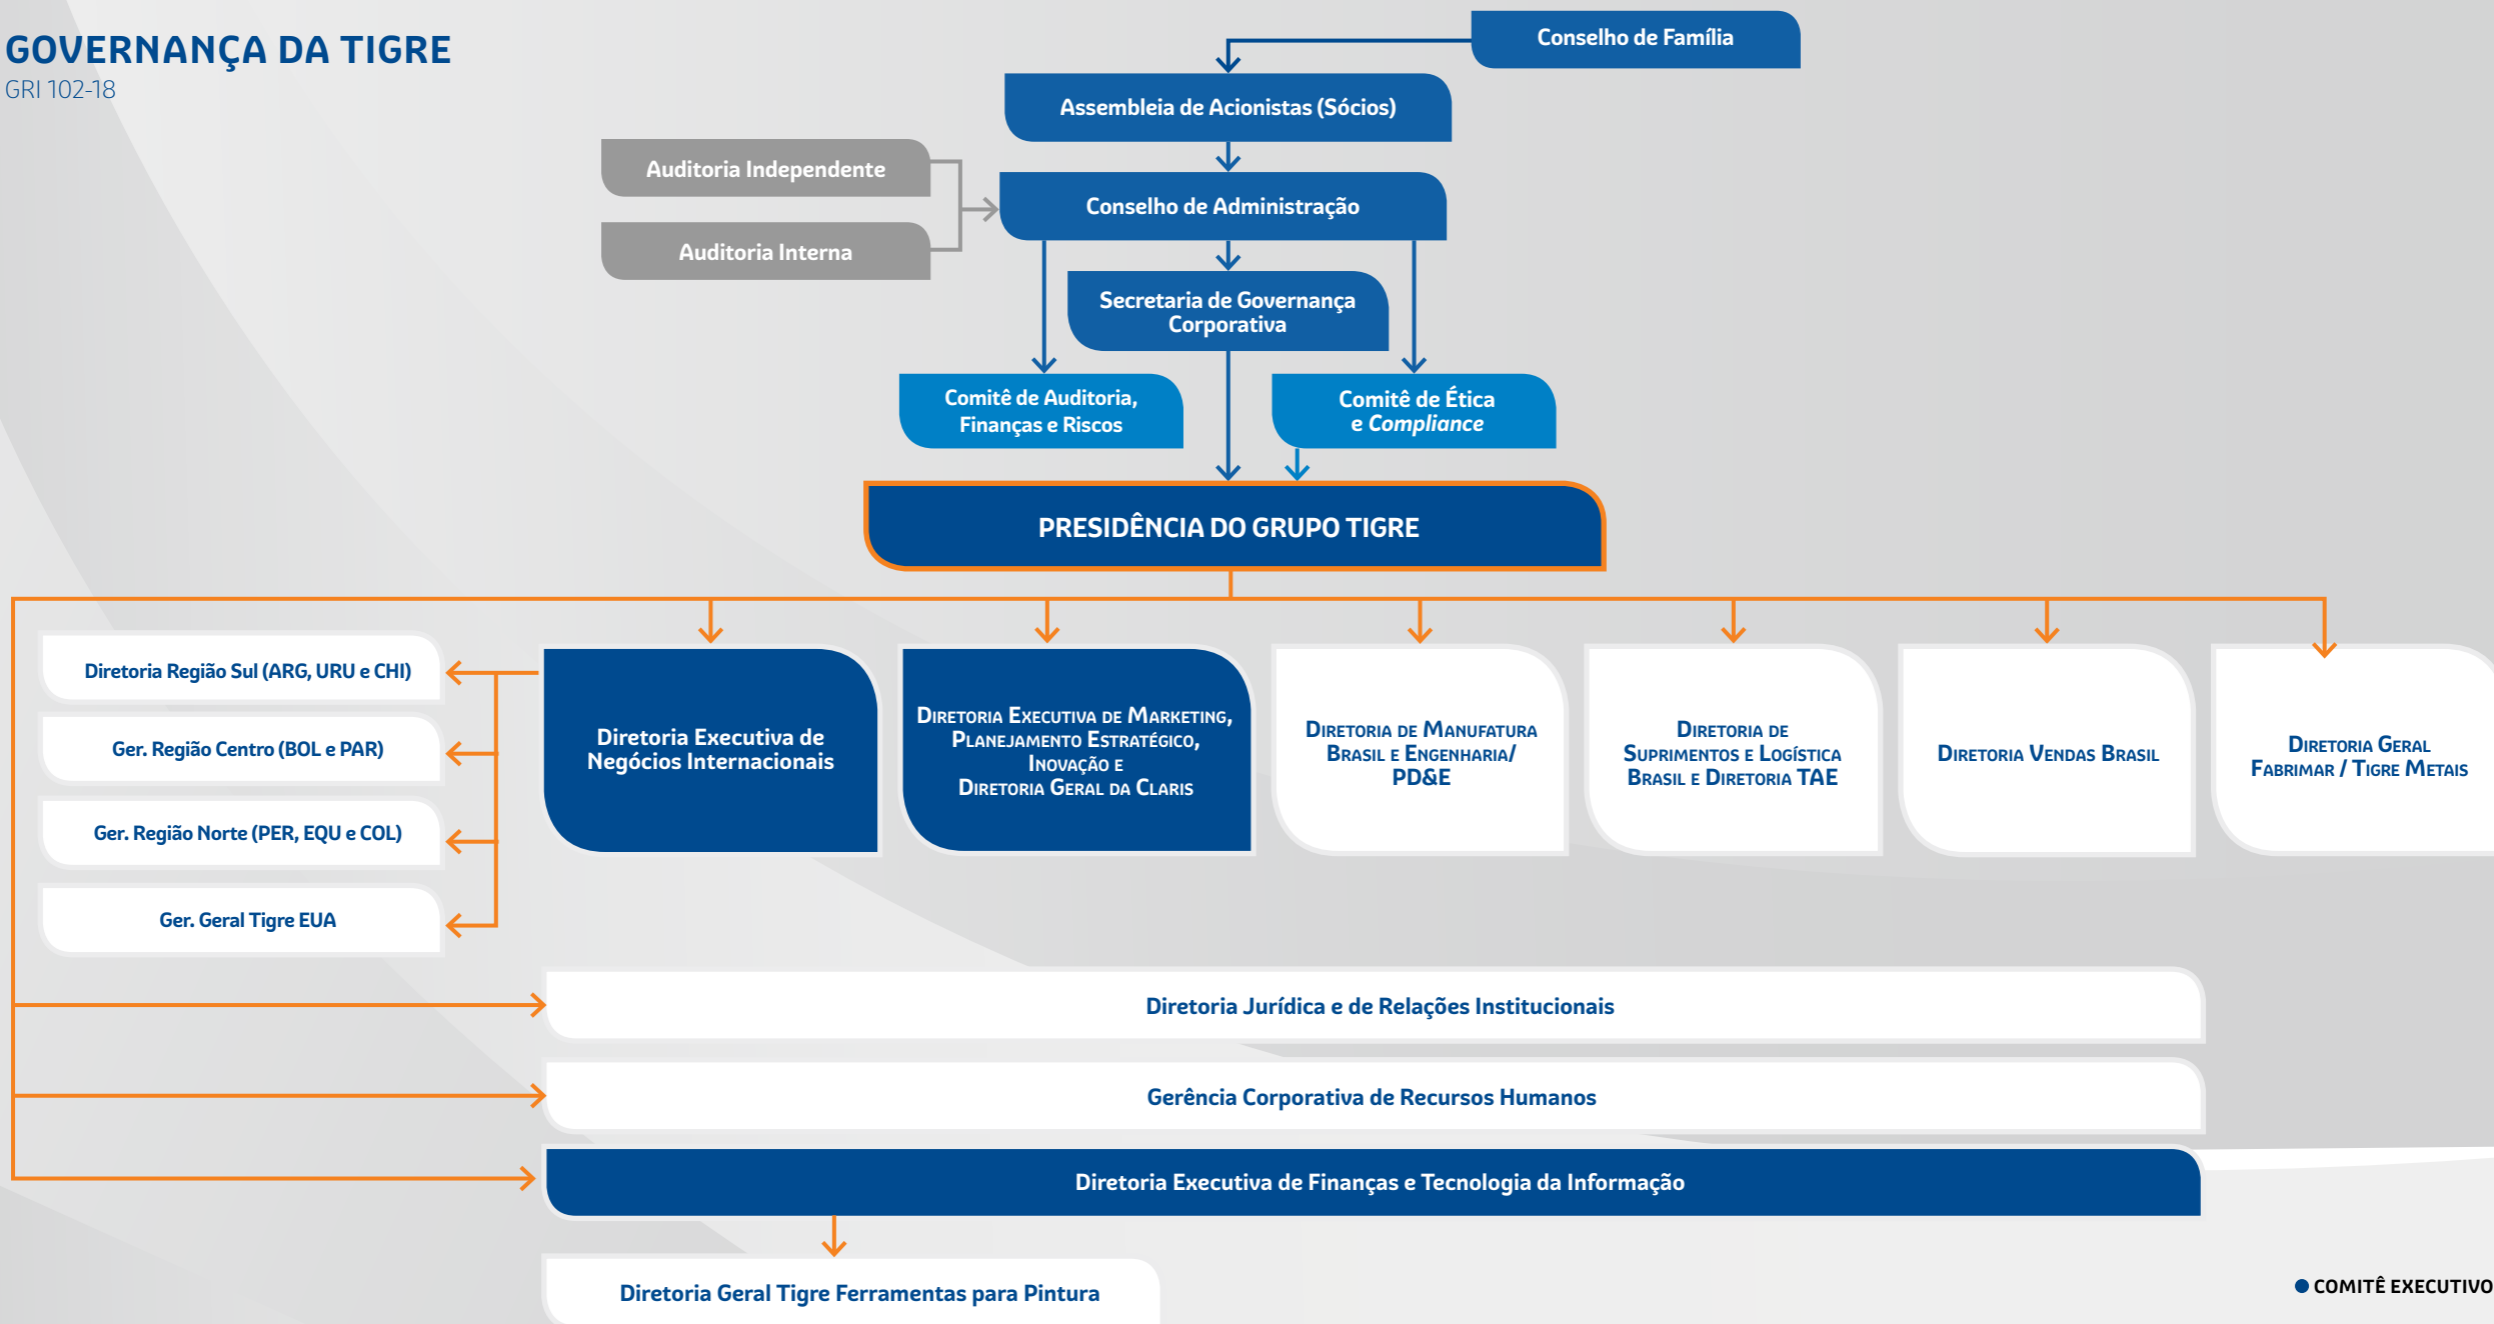 GOVERNANÇA DA TIGRE
GRI 102-18
Conselho de Família
Assembleia de Acionistas (Sócios)
Auditoria Independente
Conselho de Administração
Auditoria Interna
Secretaria de Governança
Corporativa
Comitê de Auditoria,
Finanças e Riscos
Comitê de Ética
e Compliance
PRESIDÊNCIA DO GRUPO TIGRE
Diretoria Região Sul (ARG, URU e CHI)
Ger. Região Centro (BOL e PAR)
Ger. Região Norte (PER, EQU e COL)
Ger. Geral Tigre EUA
Diretoria Executiva de
Negócios Internacionais
Diretoria Executiva de Marketing,
Planejamento Estratégico,
Inovação e
Diretoria Geral da Claris
Diretoria de Manufatura
Brasil e Engenharia/
PD&E
Diretoria de
Suprimentos e Logística
Brasil e Diretoria TAE
Diretoria Vendas Brasil
Diretoria Geral
Fabrimar / Tigre Metais
Diretoria Jurídica e de Relações Institucionais
Gerência Corporativa de Recursos Humanos
Diretoria Executiva de Finanças e Tecnologia da Informação
Diretoria Geral Tigre Ferramentas para Pintura
COMITÊ EXECUTIVO